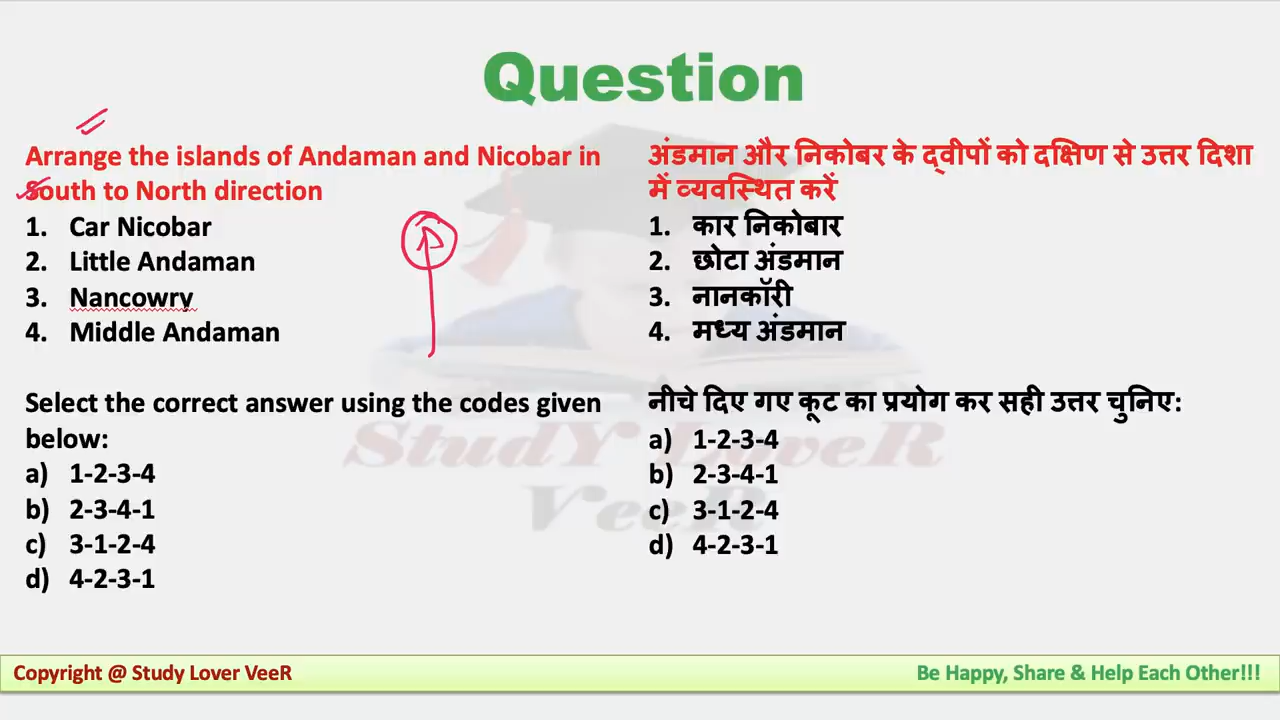 Question
Arrange the islands of Andaman and Nicobar in
South to North direction
1. Car Nicobar
2. Little Andaman
3. Nancowry
4. Middle Andaman
Select the correct answer using the codes given
below:
a) 1-2-3-4
b) 2-3-4-1
c) 3-1-2-4
d) 4-2-3-1
अंडमान और निकोबर के द्वीपों को दक्षिण से उत्तर दिशा
में व्यवस्थित करें
1. कार निकोबार
2. छोटा अंडमान
3. नानकॉरी
4. मध्य अंडमान
नीचे दिए गए कूट का प्रयोग कर सही उत्तर चुनिए:
a) 1-2-3-4
b) 2-3-4-1
c) 3-1-2-4
d) 4-2-3-1
StudY LoveR
VeeR
Copyright @ Study Lover VeeR
Be Happy, Share & Help Each Other!!!